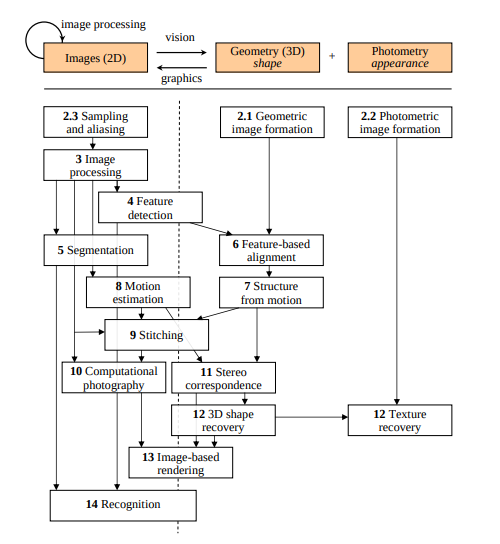 image processing
vision
Images (2D)
Geometry (3D)
shape
+
Photometry
appearance
graphics
2.3 Sampling
and aliasing
2.1 Geometric
image formation
2.2 Photometric
image formation
3 Image
processing
4 Feature
detection
5 Segmentation
6 Feature-based
alignment
8 Motion
estimation
7 Structure
from motion
9 Stitching
10 Computational
photography
11 Stereo
correspondence
12 3D shape
recovery
12 Texture
recovery
13 Image-based
rendering
14 Recognition